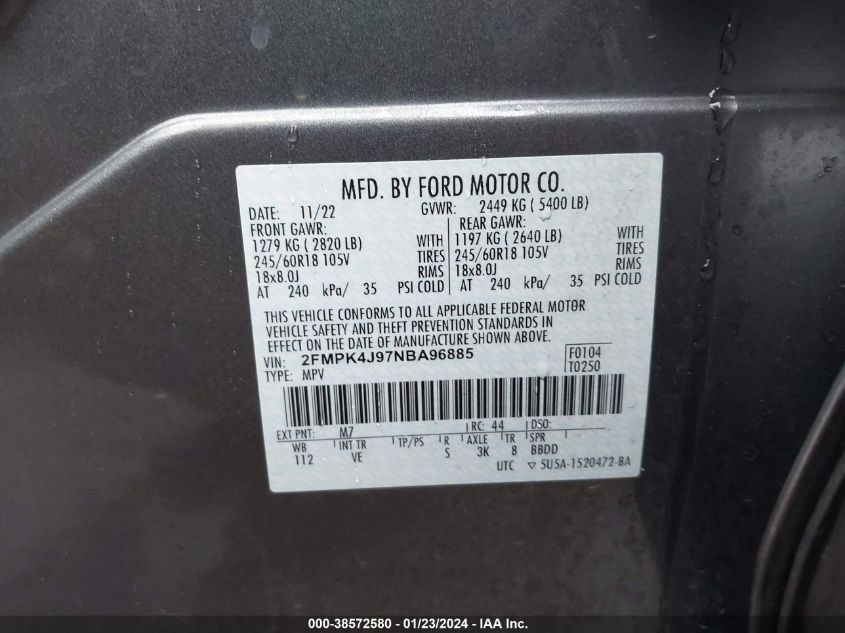 MFD. BY FORD MOTOR CO.
DATE: 11/22 GVWR: 2449 KG ( 5400 LB)
FRONT GAWR: REAR GAWR:
1279 KG ( 2820 LB) WITH 1197 KG ( 2640 LB) WITH
245/60R18 105V TIRES 245/60R18 105V TIRES
18x8.0J RIMS 18x8.0J RIMS
AT 240 kPa/ 35 PSI COLD AT 240 kPa/ 35 PSI COLD
THIS VEHICLE CONFORMS TO ALL APPLICABLE FEDERAL MOTOR
VEHICLE SAFETY AND THEFT PREVENTION STANDARDS IN
EFFECT ON THE DATE OF MANUFACTURE SHOWN ABOVE.
VIN: 2FMPK4J97NBA96885 F0104
TYPE: MPV T0250
EXT PNT: M7 RC: 44 DSO:
WB INT TR TP/PS R AXLE TR SPR
112 VE S 3K 8 BBDD
UTC ▽ 5U5A-1520472-BA
000-38572580 - 01/23/2024 - IAA Inc.